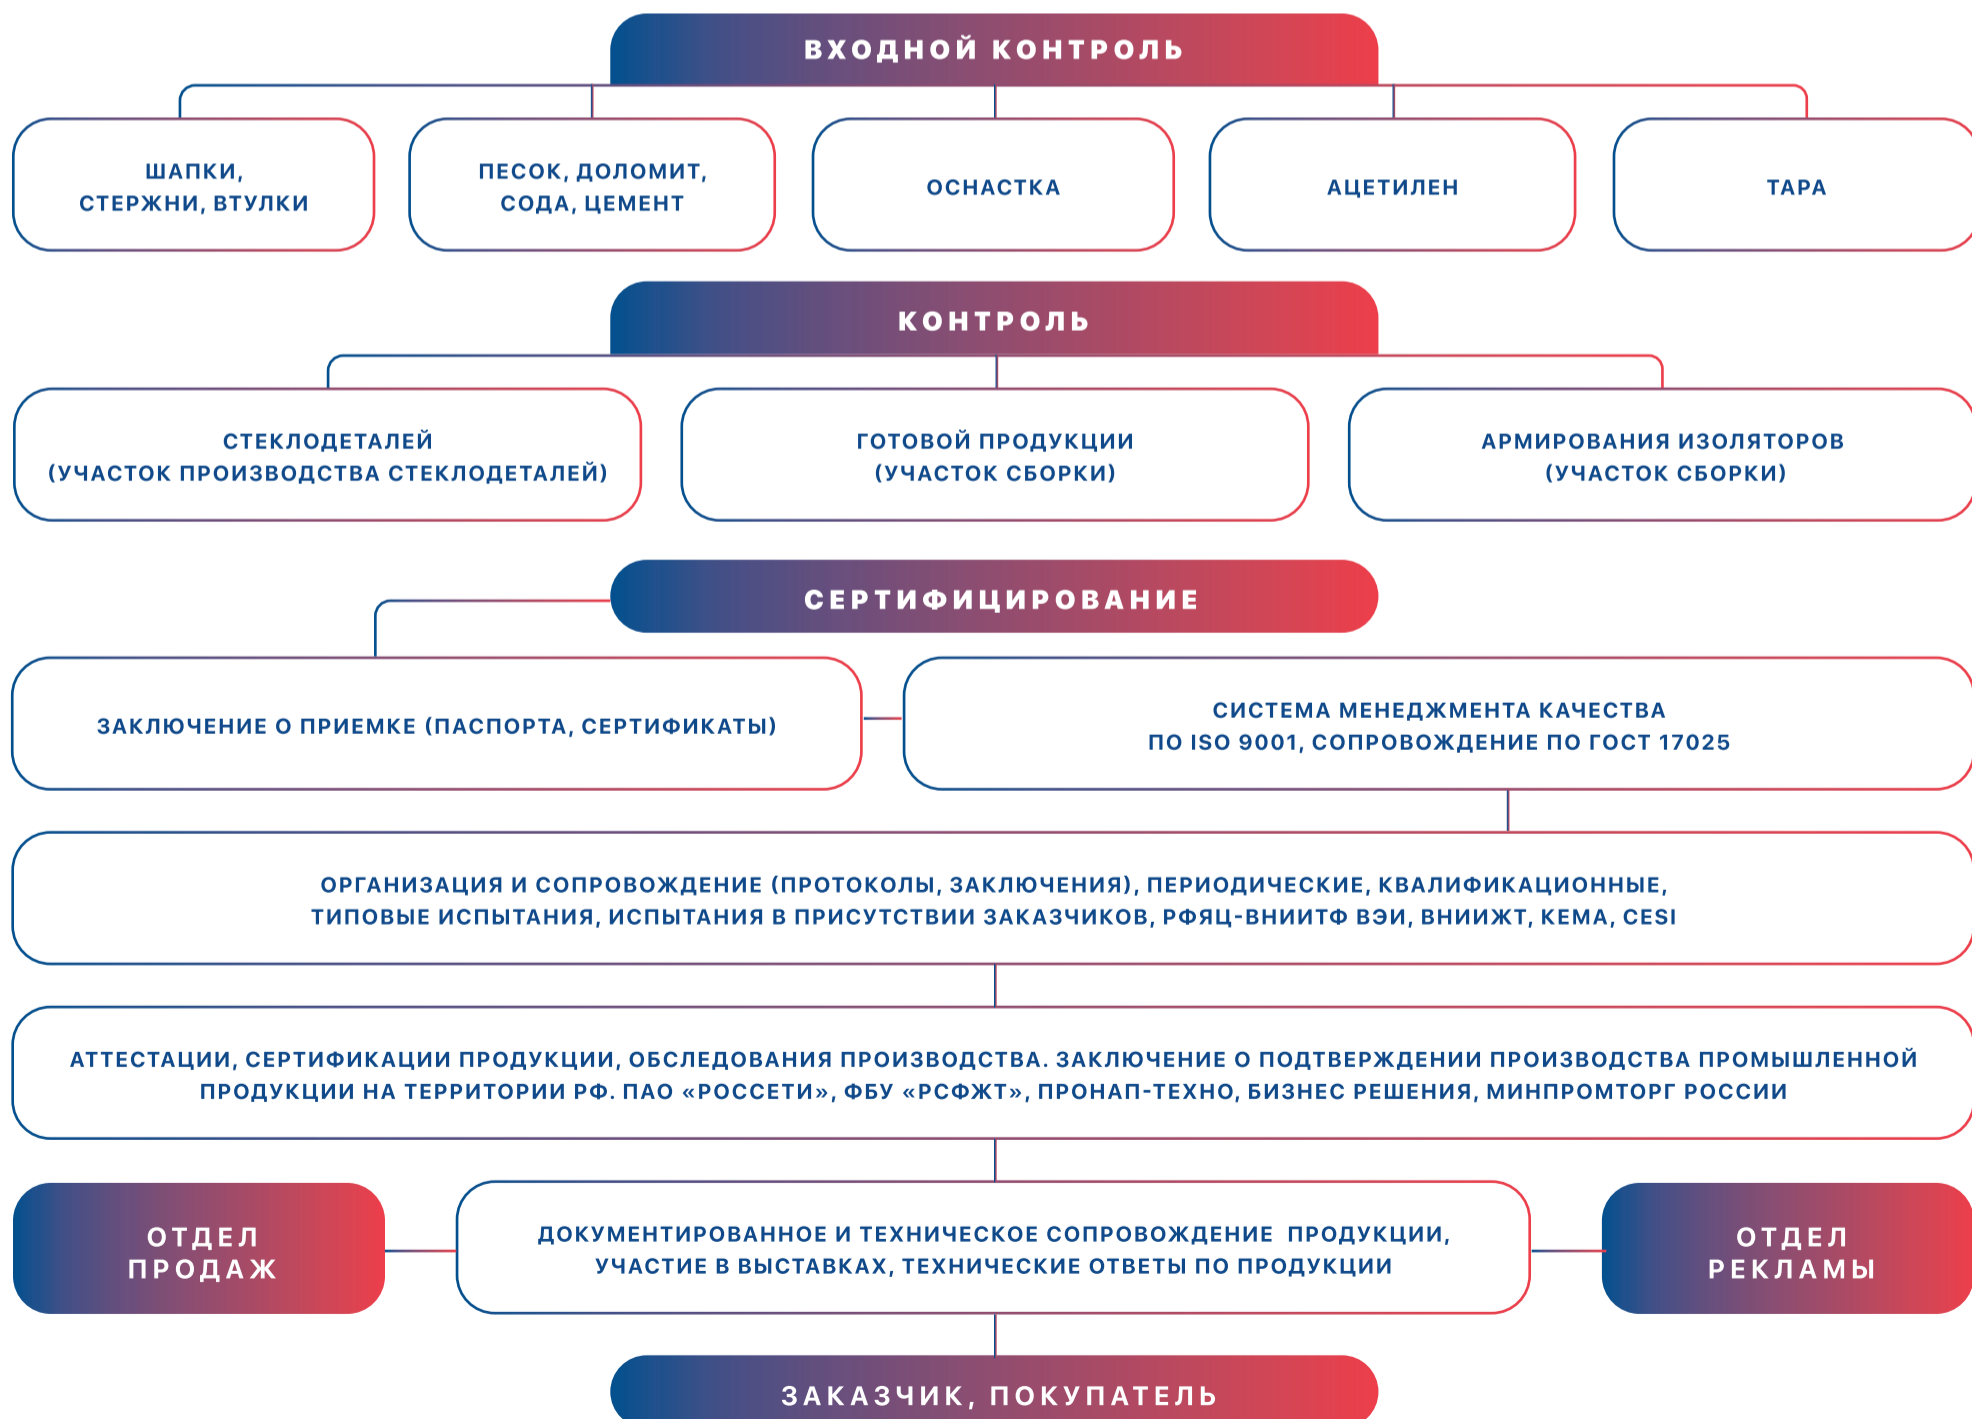 ВХОДНОЙ КОНТРОЛЬ
ШАПКИ,
СТЕРЖНИ, ВТУЛКИ
ПЕСОК, ДОЛОМИТ,
СОДА, ЦЕМЕНТ
ОСНАСТКА
АЦЕТИЛЕН
ТАРА
КОНТРОЛЬ
СТЕКЛОДЕТАЛЕЙ
(УЧАСТОК ПРОИЗВОДСТВА СТЕКЛОДЕТАЛЕЙ)
ГОТОВОЙ ПРОДУКЦИИ
(УЧАСТОК СБОРКИ)
АРМИРОВАНИЯ ИЗОЛЯТОРОВ
(УЧАСТОК СБОРКИ)
СЕРТИФИЦИРОВАНИЕ
ЗАКЛЮЧЕНИЕ О ПРИЕМКЕ (ПАСПОРТА, СЕРТИФИКАТЫ)
СИСТЕМА МЕНЕДЖМЕНТА КАЧЕСТВА
ПО ISO 9001, СОПРОВОЖДЕНИЕ ПО ГОСТ 17025
ОРГАНИЗАЦИЯ И СОПРОВОЖДЕНИЕ (ПРОТОКОЛЫ, ЗАКЛЮЧЕНИЯ), ПЕРИОДИЧЕСКИЕ, КВАЛИФИКАЦИОННЫЕ,
ТИПОВЫЕ ИСПЫТАНИЯ, ИСПЫТАНИЯ В ПРИСУТСТВИИ ЗАКАЗЧИКОВ, РФЯЦ-ВНИИТФ ВЭИ, ВНИИЖТ, КЕМА, CESI
АТТЕСТАЦИИ, СЕРТИФИКАЦИИ ПРОДУКЦИИ, ОБСЛЕДОВАНИЯ ПРОИЗВОДСТВА. ЗАКЛЮЧЕНИЕ О ПОДТВЕРЖДЕНИИ ПРОИЗВОДСТВА ПРОМЫШЛЕННОЙ
ПРОДУКЦИИ НА ТЕРРИТОРИИ РФ. ПАО «РОССЕТИ», ФБУ «РСФЖТ», ПРОНАП-ТЕХНО, БИЗНЕС РЕШЕНИЯ, МИНПРОМТОРГ РОССИИ
ОТДЕЛ
ПРОДАЖ
ДОКУМЕНТИРОВАННОЕ И ТЕХНИЧЕСКОЕ СОПРОВОЖДЕНИЕ ПРОДУКЦИИ,
УЧАСТИЕ В ВЫСТАВКАХ, ТЕХНИЧЕСКИЕ ОТВЕТЫ ПО ПРОДУКЦИИ
ОТДЕЛ
РЕКЛАМЫ
ЗАКАЗЧИК, ПОКУПАТЕЛЬ